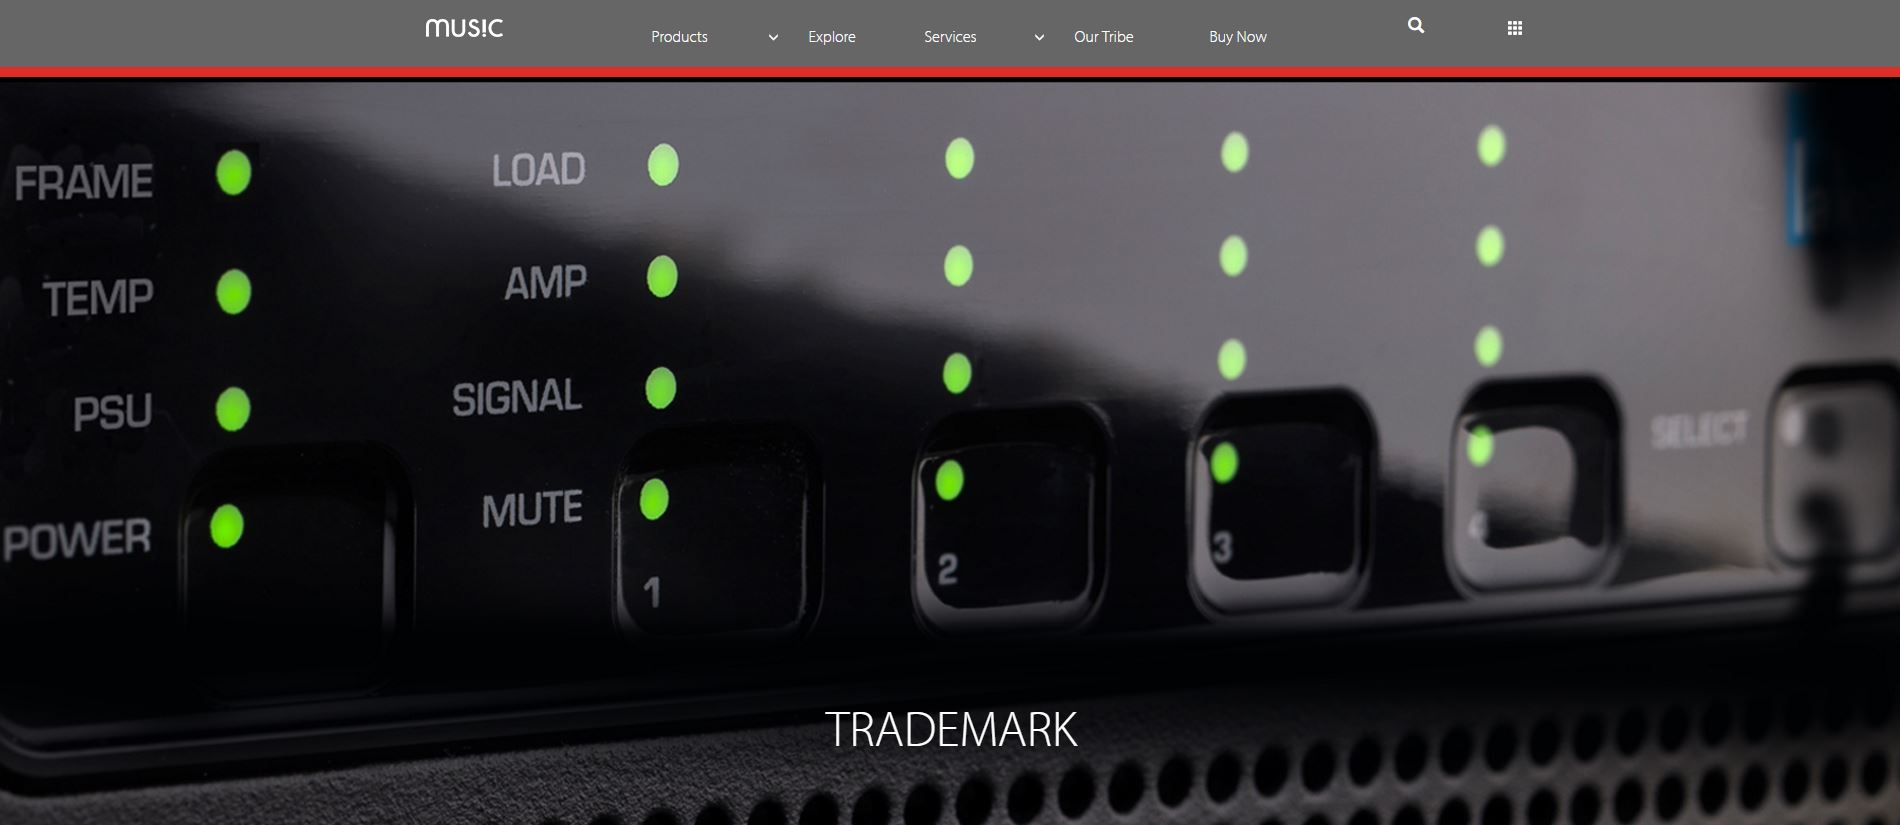 mus!c
Products
Explore
Services
Our Tribe
Buy Now
FRAME
LOAD
TEMP
AMP
PSU
SIGNAL
SELECT
POWER
MUTE
1
2
3
4
TRADEMARK